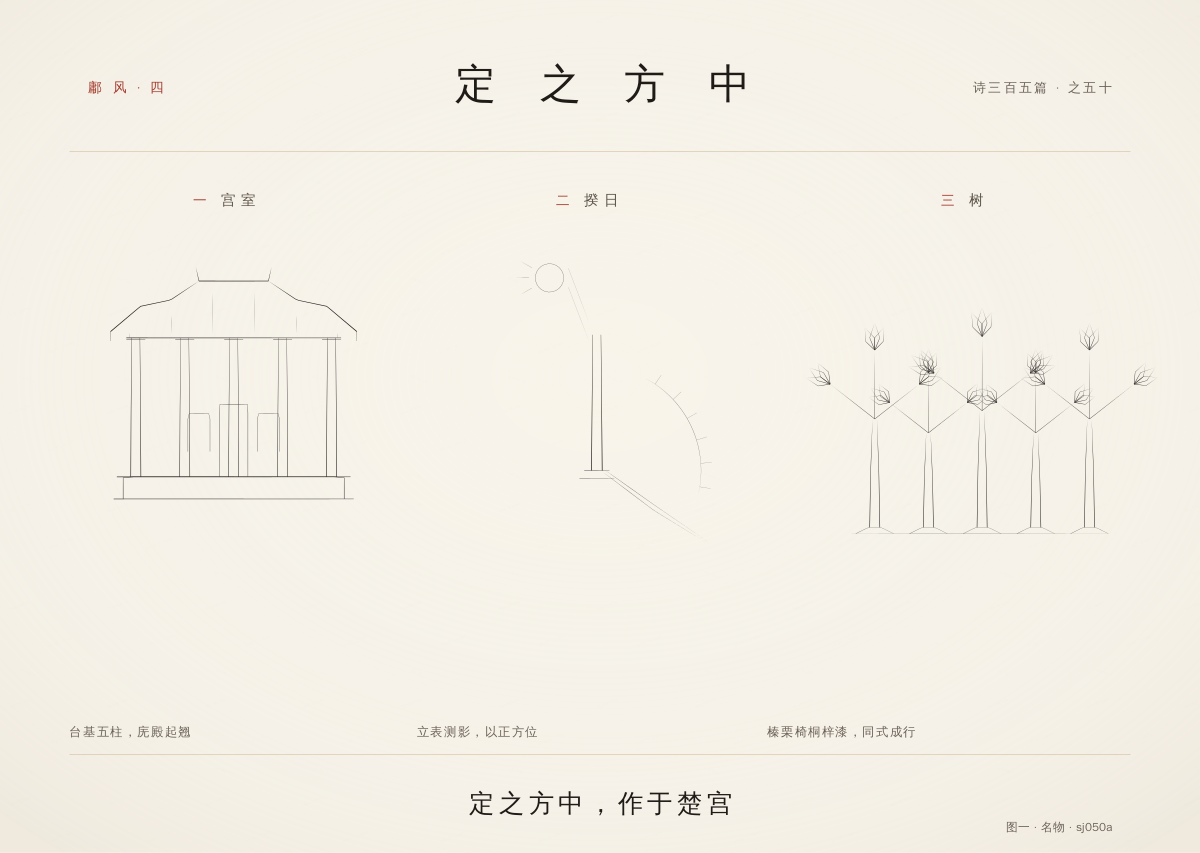 鄘风·四
定之方中
诗三百五篇 · 之五十
一 宫室
二 揆日
三 树
台基五柱，庑殿起翘
立表测影，以正方位
榛栗椅桐梓漆，同式成行
定之方中，作于楚宫
图一 · 名物 · sj050a